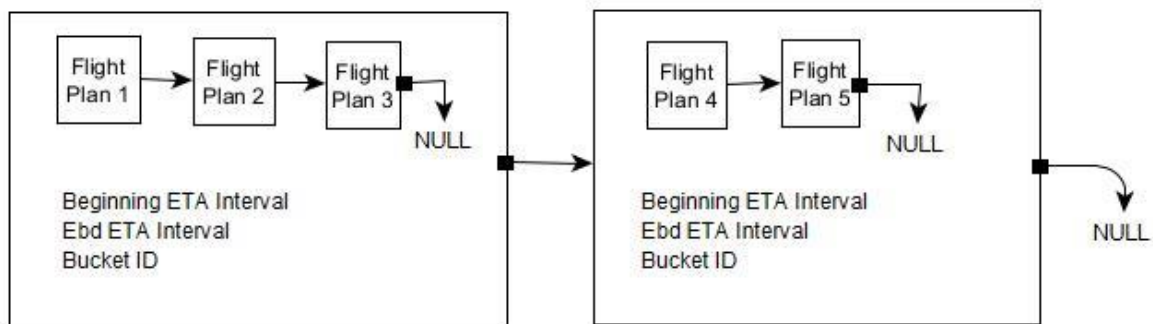 Flight
Plan 1
Flight
Plan 2
Flight
Plan 3
NULL
Beginning ETA Interval
Ebd ETA Interval
Bucket ID
Flight
Plan 4
Flight
Plan 5
NULL
Beginning ETA Interval
Ebd ETA Interval
Bucket ID
NULL